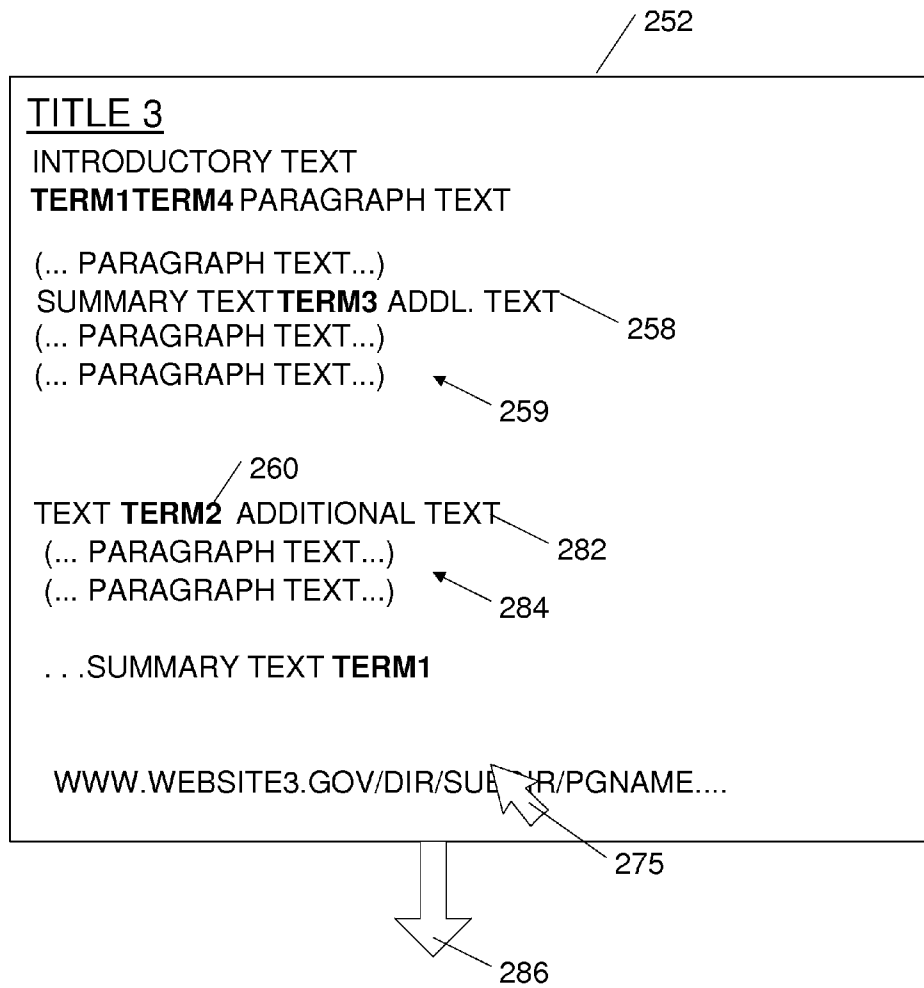 252
TITLE 3
INTRODUCTORY TEXT
TERM1TERM4 PARAGRAPH TEXT
(... PARAGRAPH TEXT...)
SUMMARY TEXT TERM3 ADDL. TEXT
258
(... PARAGRAPH TEXT...)
(... PARAGRAPH TEXT...)
259
260
TEXT TERM2 ADDITIONAL TEXT
282
(... PARAGRAPH TEXT...)
(... PARAGRAPH TEXT...)
284
. . .SUMMARY TEXT TERM1
WWW.WEBSITE3.GOV/DIR/SUBDIR/PGNAME....
275
286